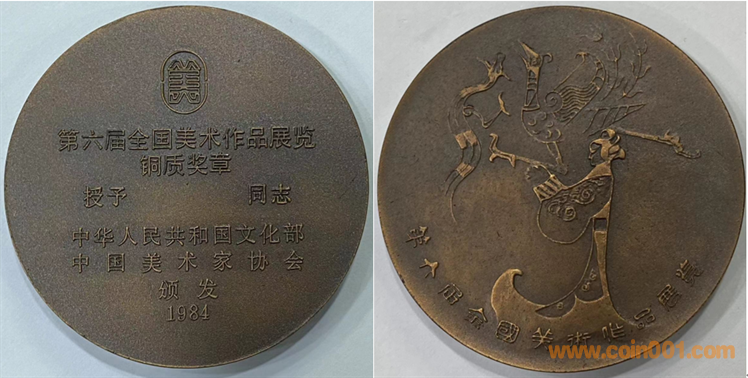 美
第六届全国美术作品展览
铜质奖章
授予 同志
中华人民共和国文化部
中国美术家协会
颁发
1984
第六届全國美术作品展览
www.coin001.com